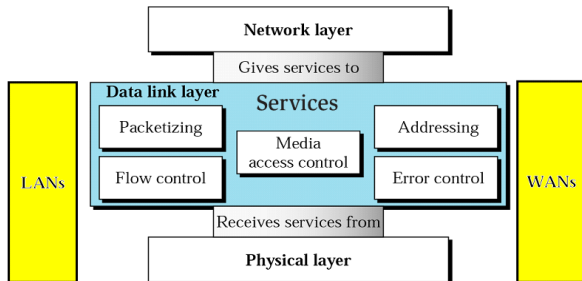 Network layer
Gives services to
Data link layer
Services
Packetizing
Addressing
Media
access control
Flow control
Error control
LANs
WANs
Receives services from
Physical layer